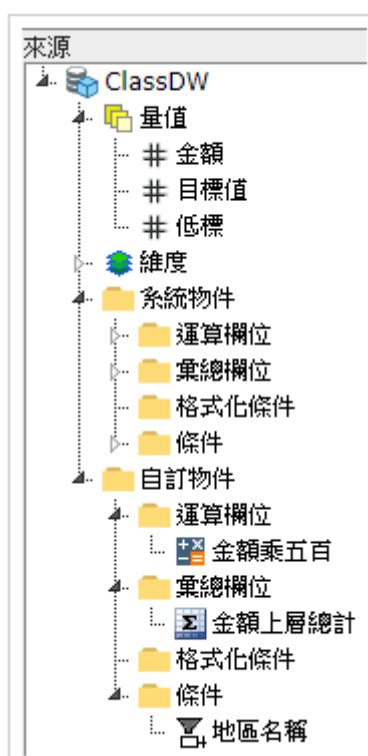 來源
ClassDW
量值
金額
目標值
低標
維度
系統物件
運算欄位
彙總欄位
格式化條件
條件
自訂物件
運算欄位
金額乘五百
彙總欄位
金額上層總計
格式化條件
條件
地區名稱